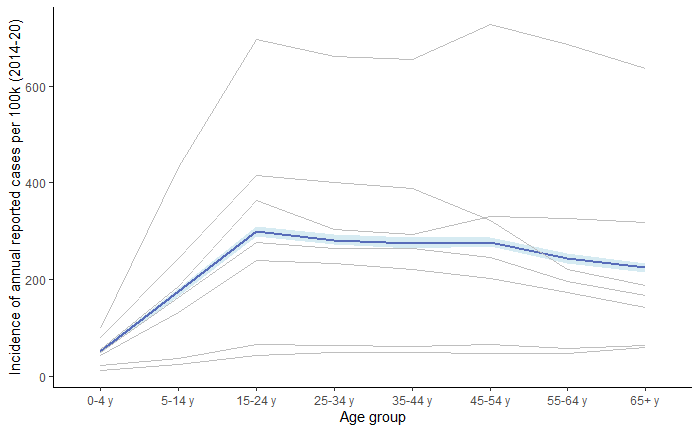 Incidence of annual reported cases per 100k (2014-20)
600
400
200
0
0-4 y
5-14 y
15-24 y
25-34 y
35-44 y
45-54 y
55-64 y
65+ y
Age group